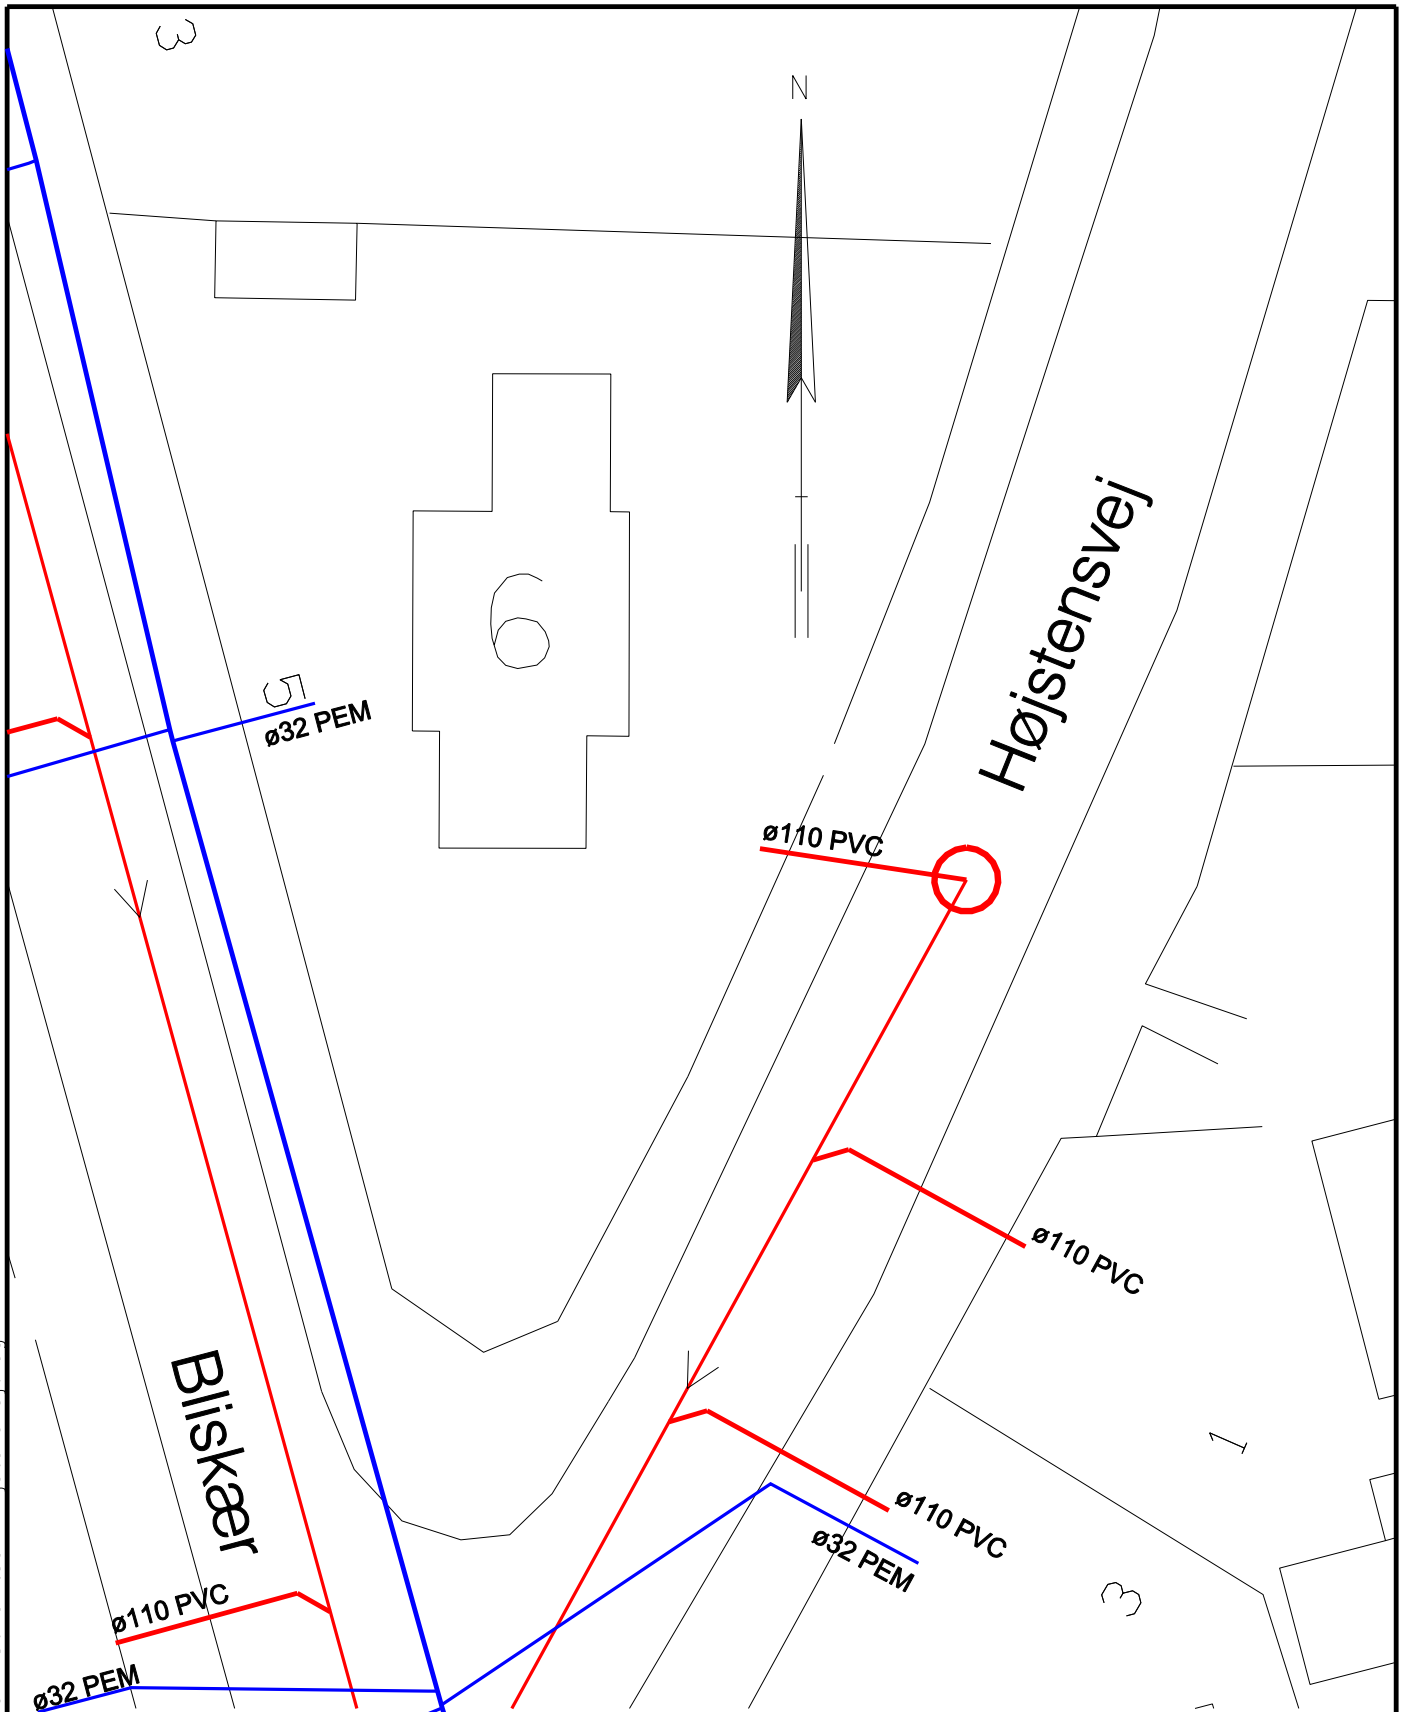 3
N
Højstensvej
6
5
ø32 PEM
ø110 PVC
ø110 PVC
Bliskær
1
ø110 PVC
ø32 PEM
3
ø110 PVC
ø32 PEM